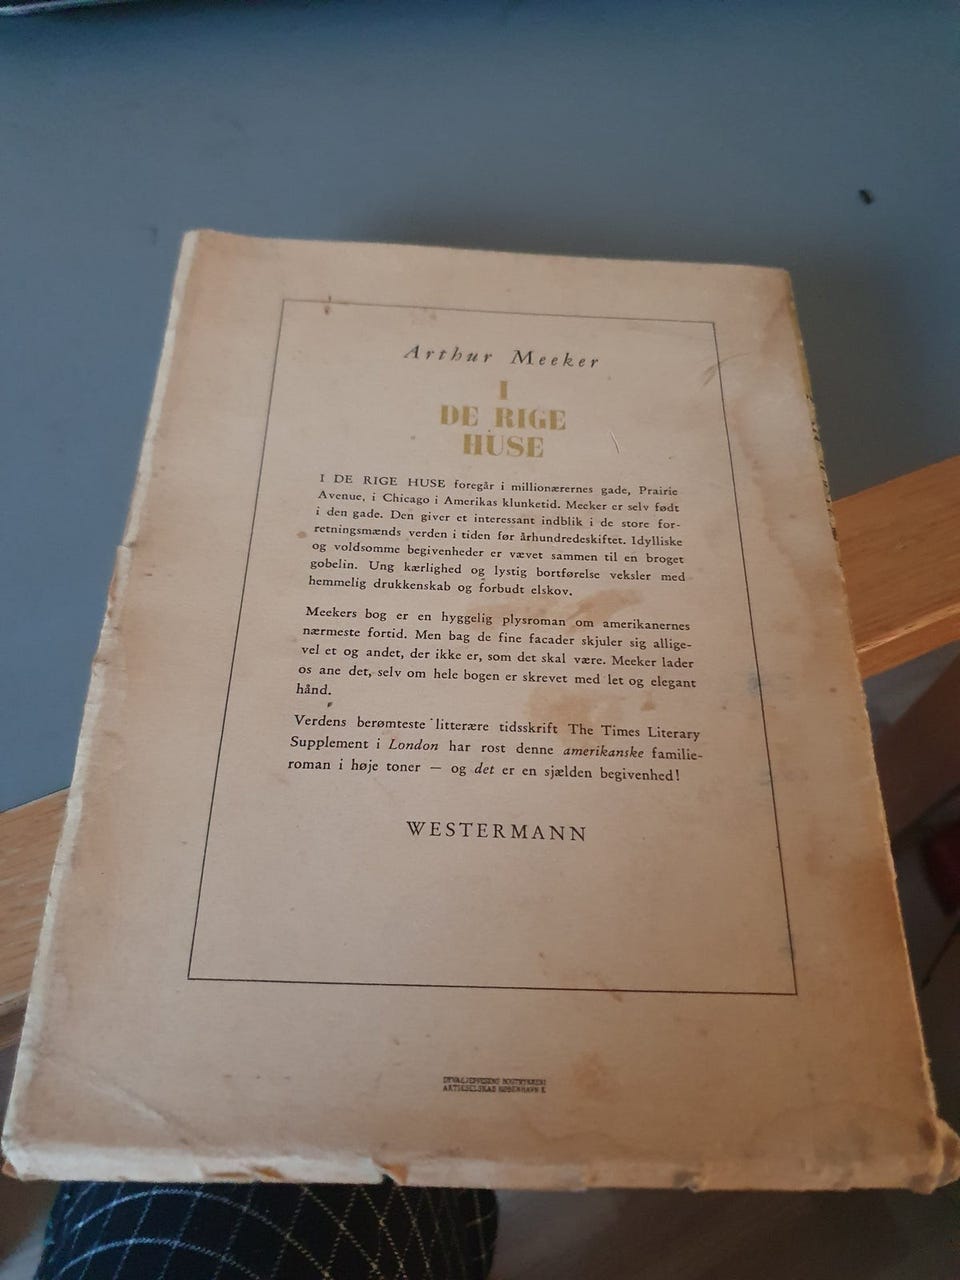 Arthur Meeker
I
DE RIGE
HUSE
I DE RIGE HUSE foregår i millionærernes gade, Prairie
Avenue, i Chicago i Amerikas klunketid. Meeker er selv født
i den gade. Den giver et interessant indblik i de store for-
retningsmænds verden i tiden før århundredeskiftet. Idylliske
og voldsomme begivenheder er vævet sammen til en broget
gobelin. Ung kærlighed og lystig bortførelse veksler med
hemmelig drukkenskab og forbudt elskov.
Meekers bog er en hyggelig plysroman om amerikanernes
nærmeste fortid. Men bag de fine facader skjuler sig allige-
vel et og andet, der ikke er, som det skal være. Meeker lader
os ane det, selv om hele bogen er skrevet med let og elegant
hånd.
Verdens berømteste litterære tidsskrift The Times Literary
Supplement i London har rost denne amerikanske familie-
roman i høje toner — og det er en sjælden begivenhed!
WESTERMANN
DYVA & JEPPESENS BOGTRYKKERI
AKTIESELSKAB KØBENHAVN K